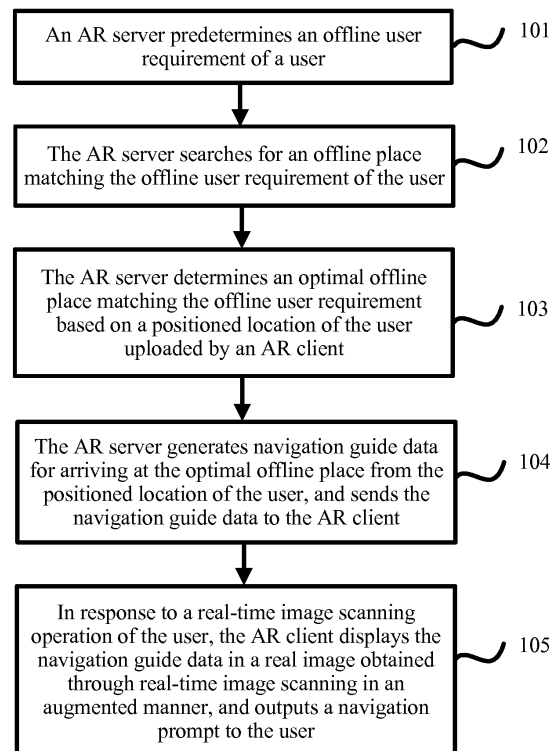 An AR server predetermines an offline user
requirement of a user
101
The AR server searches for an offline place
matching the offline user requirement of the user
102
The AR server determines an optimal offline
place matching the offline user requirement
based on a positioned location of the user
uploaded by an AR client
103
The AR server generates navigation guide data
for arriving at the optimal offline place from the
positioned location of the user, and sends the
navigation guide data to the AR client
104
In response to a real-time image scanning
operation of the user, the AR client displays the
navigation guide data in a real image obtained
through real-time image scanning in an
augmented manner, and outputs a navigation
prompt to the user
105